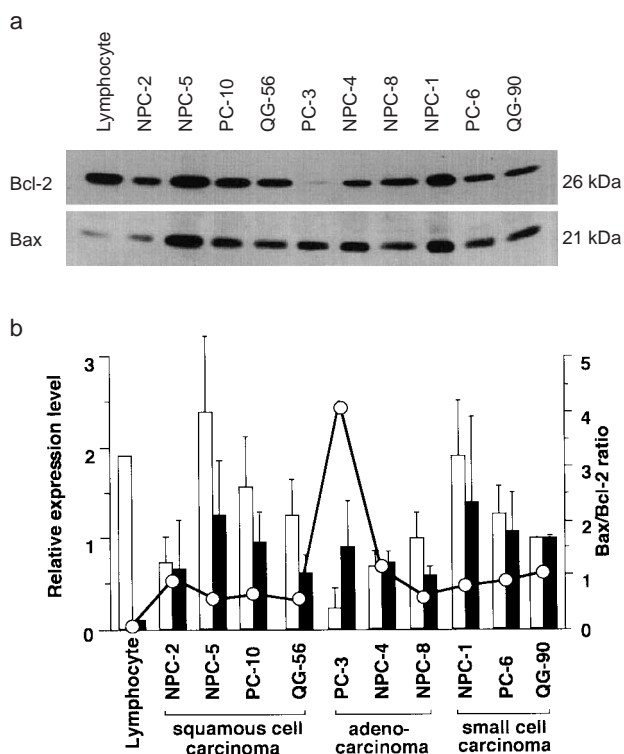 a
Lymphocyte
NPC-2
NPC-5
PC-10
QG-56
PC-3
NPC-4
NPC-8
NPC-1
PC-6
QG-90
Bcl-2
26 kDa
Bax
21 kDa
b
Relative expression level
3
2
1
0
5
4
3
2
1
0
Bax/Bcl-2 ratio
Lymphocyte
NPC-2
NPC-5
PC-10
QG-56
PC-3
NPC-4
NPC-8
NPC-1
PC-6
QG-90
squamous cell
carcinoma
adeno-
carcinoma
small cell
carcinoma